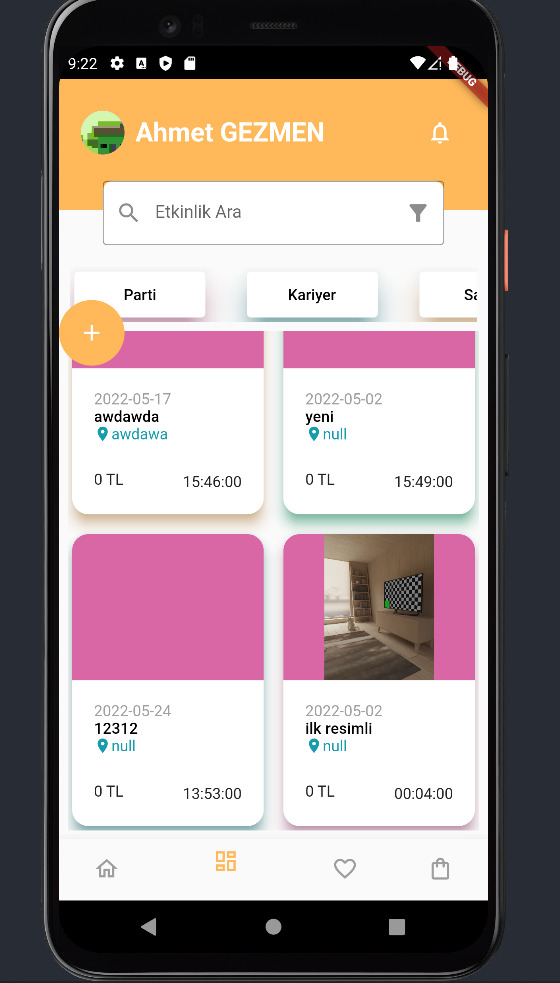 9:22
Ahmet GEZMEN
Etkinlik Ara
Parti
Kariyer
+
2022-05-17
awdawda
awdawa
0 TL
15:46:00
2022-05-02
yeni
null
0 TL
15:49:00
2022-05-24
12312
null
0 TL
13:53:00
2022-05-02
ilk resimli
null
0 TL
00:04:00